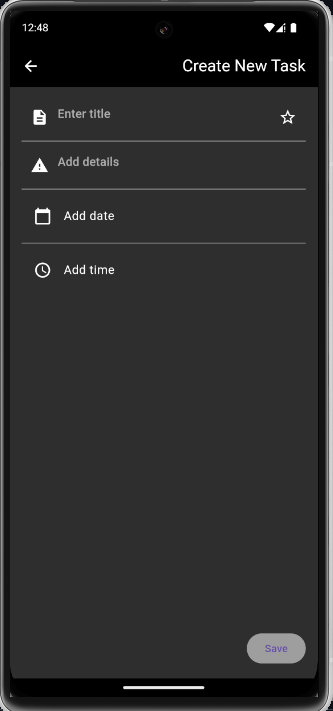 12:48
Create New Task
Enter title
Add details
Add date
Add time
Save